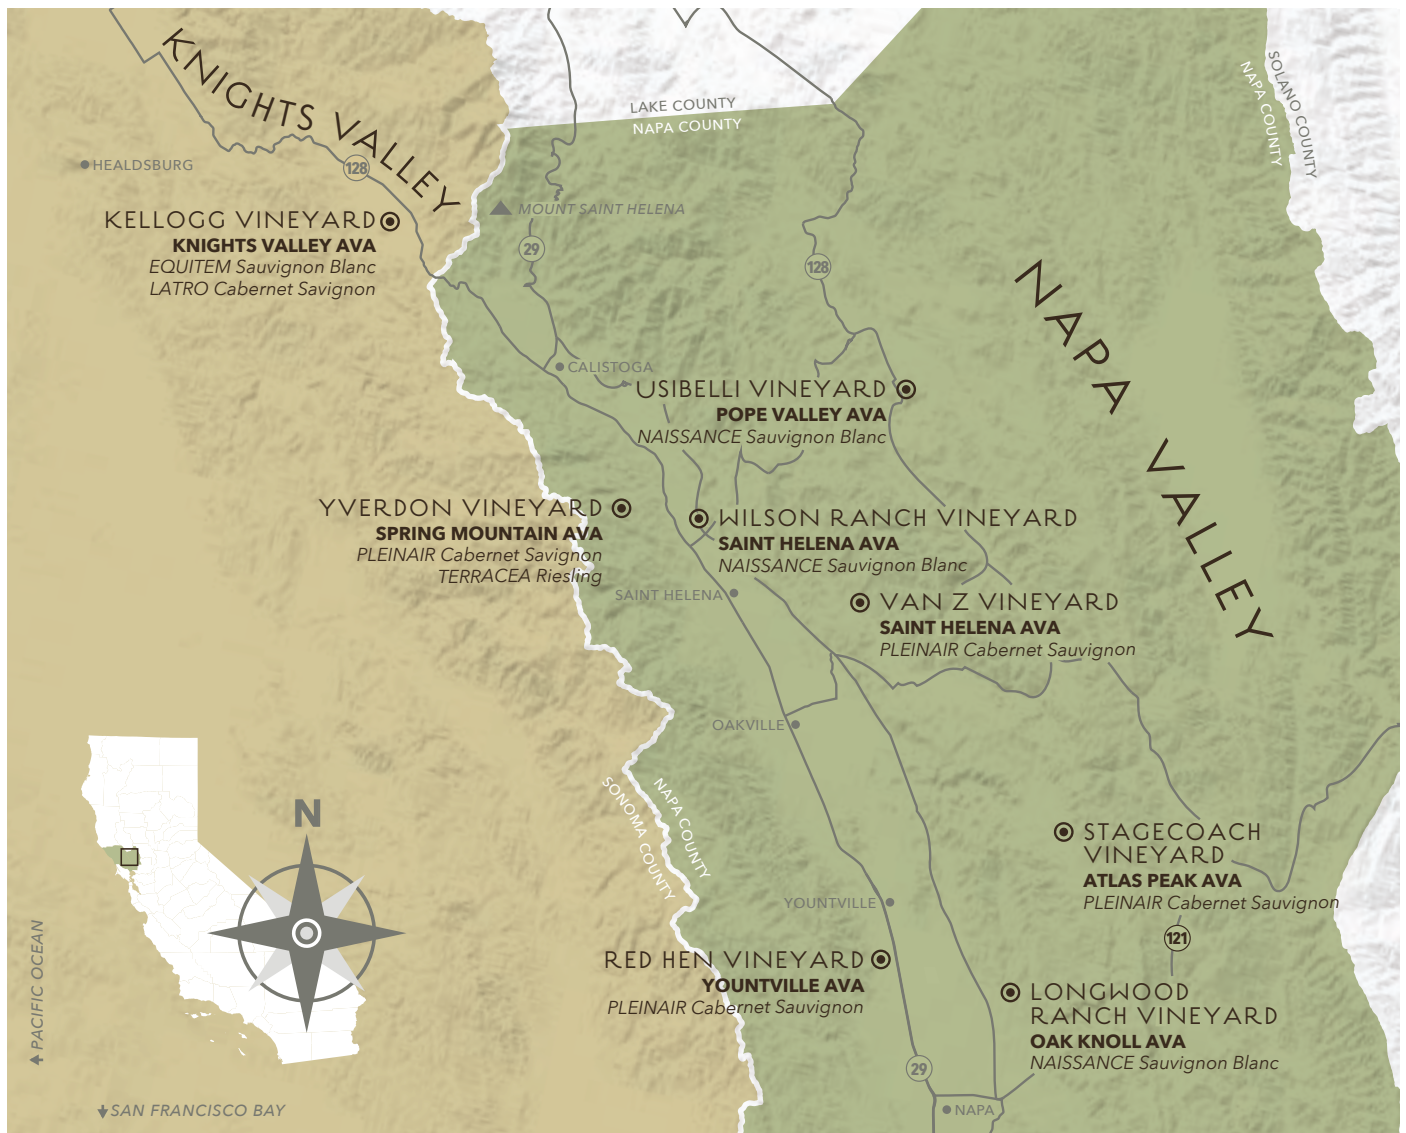 KNIGHTS VALLEY
LAKE COUNTY
NAPA COUNTY
SOLANO COUNTY
NAPA COUNTY
HEALDSBURG
128
KELLOGG VINEYARD
KNIGHTS VALLEY AVA
EQUITEM Sauvignon Blanc
LATRO Cabernet Savignon
MOUNT SAINT HELENA
29
128
NAPA VALLEY
CALISTOGA
USIBELLI VINEYARD
POPE VALLEY AVA
NAISSANCE Sauvignon Blanc
YVERDON VINEYARD
SPRING MOUNTAIN AVA
PLEINAIR Cabernet Savignon
TERRACEA Riesling
WILSON RANCH VINEYARD
SAINT HELENA AVA
NAISSANCE Sauvignon Blanc
SAINT HELENA
VAN Z VINEYARD
SAINT HELENA AVA
PLEINAIR Cabernet Sauvignon
OAKVILLE
NAPA COUNTY
SONOMA COUNTY
N
STAGECOACH
VINEYARD
ATLAS PEAK AVA
PLEINAIR Cabernet Sauvignon
YOUNTVILLE
121
RED HEN VINEYARD
YOUNTVILLE AVA
PLEINAIR Cabernet Sauvignon
LONGWOOD
RANCH VINEYARD
OAK KNOLL AVA
NAISSANCE Sauvignon Blanc
29
NAPA
PACIFIC OCEAN
SAN FRANCISCO BAY